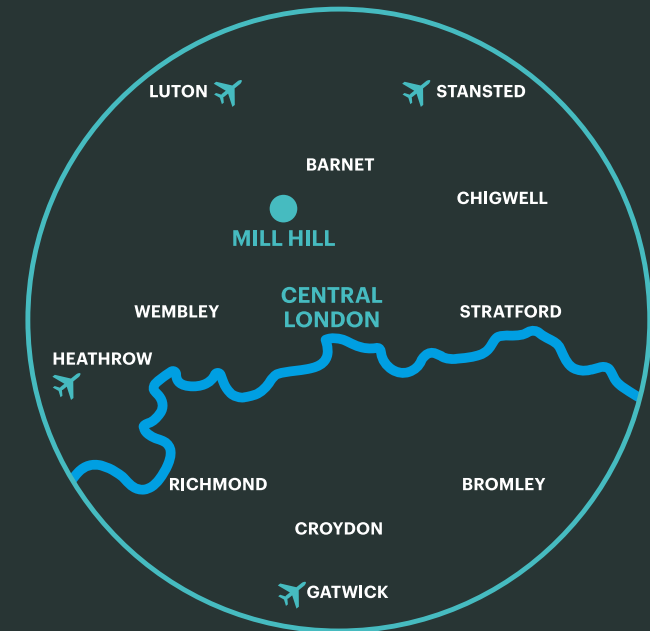 LUTON
STANSTED
BARNET
CHIGWELL
MILL HILL
CENTRAL
LONDON
WEMBLEY
STRATFORD
HEATHROW
RICHMOND
BROMLEY
CROYDON
GATWICK